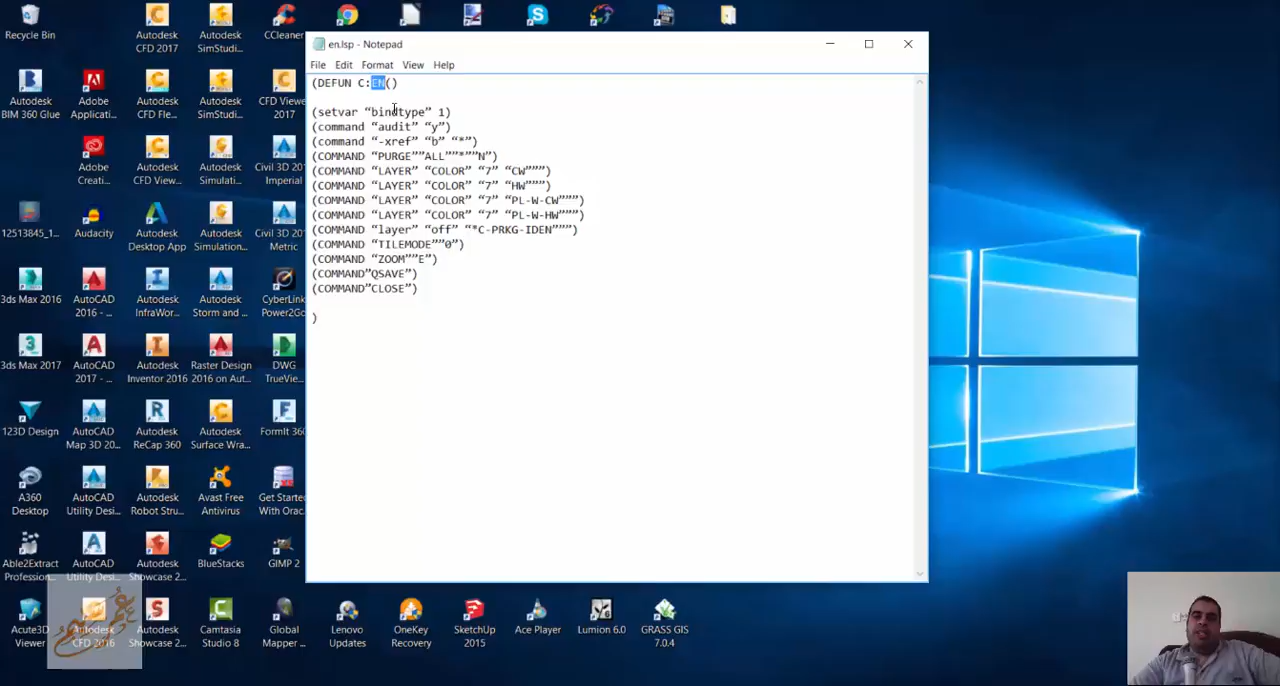 Recycle Bin
Autodesk
CFD 2017
Autodesk
SimStudi...
CCleaner
en.lsp - Notepad
File Edit Format View Help
(DEFUN C:EN()
(setvar “bindtype” 1)
(command “audit” “y”)
(command “-xref” “b” “*”)
(COMMAND “PURGE””ALL””*””N”)
(COMMAND “LAYER” “COLOR” “7” “CW”””)
(COMMAND “LAYER” “COLOR” “7” “HW”””)
(COMMAND “LAYER” “COLOR” “7” “PL-W-CW”””)
(COMMAND “LAYER” “COLOR” “7” “PL-W-HW”””)
(COMMAND “layer” “off” “*C-PRKG-IDEN”””)
(COMMAND “TILEMODE””0”)
(COMMAND “ZOOM””E”)
(COMMAND”QSAVE”)
(COMMAND”CLOSE”)
)
Autodesk
BIM 360 Glue
Adobe
Applicati...
Autodesk
CFD Fle...
Autodesk
SimStudi...
CFD Viewe
2017
Adobe
Creati...
Autodesk
CFD View...
Autodesk
Simulati...
Civil 3D 201
Imperial
12513845_1...
Audacity
Autodesk
Desktop App
Autodesk
Simulation...
Civil 3D 201
Metric
3ds Max 2016
AutoCAD
2016 - ...
Autodesk
InfraWor...
Autodesk
Storm and ...
CyberLink
Power2Go
3ds Max 2017
AutoCAD
2017 - ...
Autodesk
Inventor 2016
Raster Design
2016 on Aut...
DWG
TrueView...
123D Design
AutoCAD
Map 3D 20...
Autodesk
ReCap 360
Autodesk
Surface Wra...
FormIt 360
A360
Desktop
AutoCAD
Utility Desi...
Autodesk
Robot Stru...
Avast Free
Antivirus
Get Starte
With Orac.
Able2Extract
Profession...
AutoCAD
Utility Desi...
Autodesk
Showcase 2...
BlueStacks
GIMP 2
Acute3D
Viewer
Autodesk
CFD 2016
Autodesk
Showcase 2...
Camtasia
Studio 8
Global
Mapper ...
Lenovo
Updates
OneKey
Recovery
SketchUp
2015
Ace Player
Lumion 6.0
GRASS GIS
7.0.4